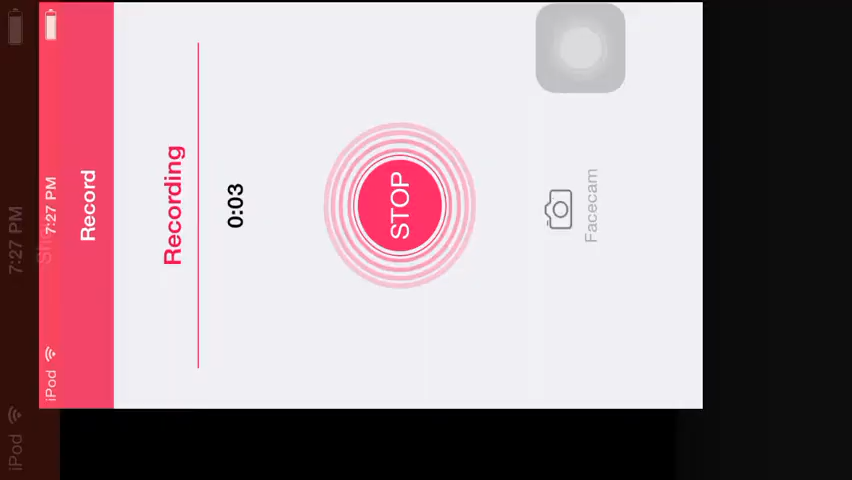 iPod 7:27 PM
iPod 7:27 PM
Record
Recording
0:03
STOP
Facecam